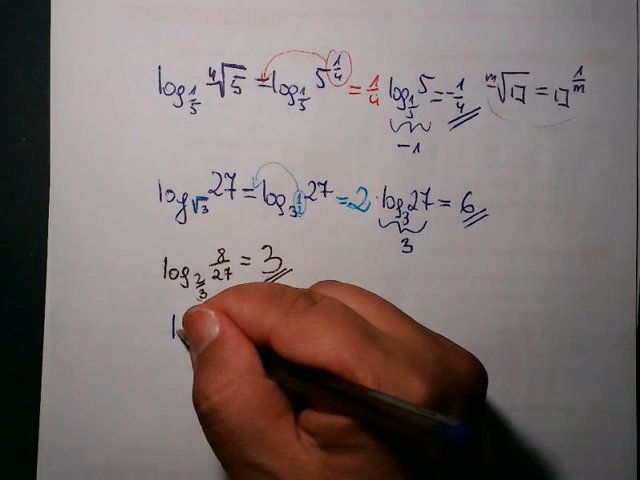 log_{1/5} ⁴√5 = log_{1/5} 5^{1/4} = 1/4 log_{1/5} 5 = -1/4 ᵐ√□ = □^{1/m}
-1
log_{√3} 27 = log_{3^{1/2}} 27 = 2 · log_3 27 = 6
3
log_{2/3} 8/27 = 3
l